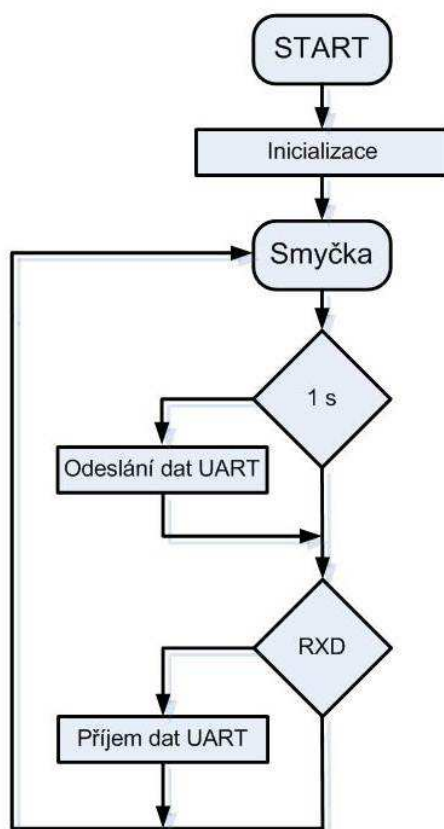 START
Inicializace
Smyčka
1 s
Odeslání dat UART
RXD
Příjem dat UART